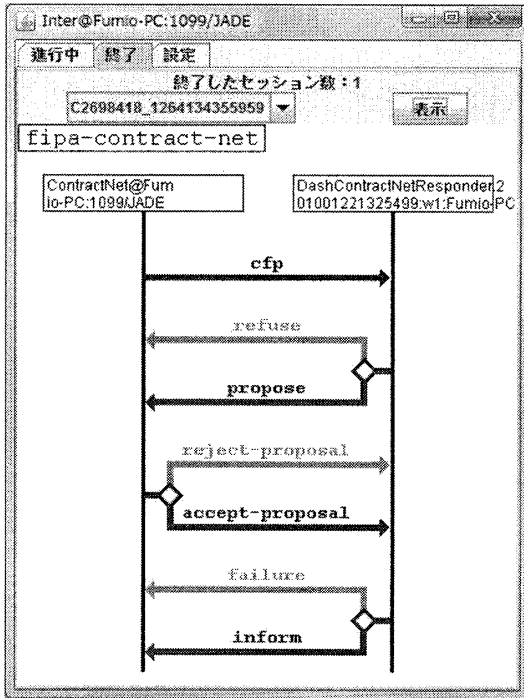 Inter@Fumio-PC:1099/JADE
進行中 終了 設定
終了したセッション数:1
C2698418_1264134355959 表示
fipa-contract-net
ContractNet@Fum
io-PC:1099/JADE
DashContractNetResponder.2
01001221325499:w1:Fumio-PC
cfp
refuse
propose
reject-proposal
accept-proposal
failure
inform